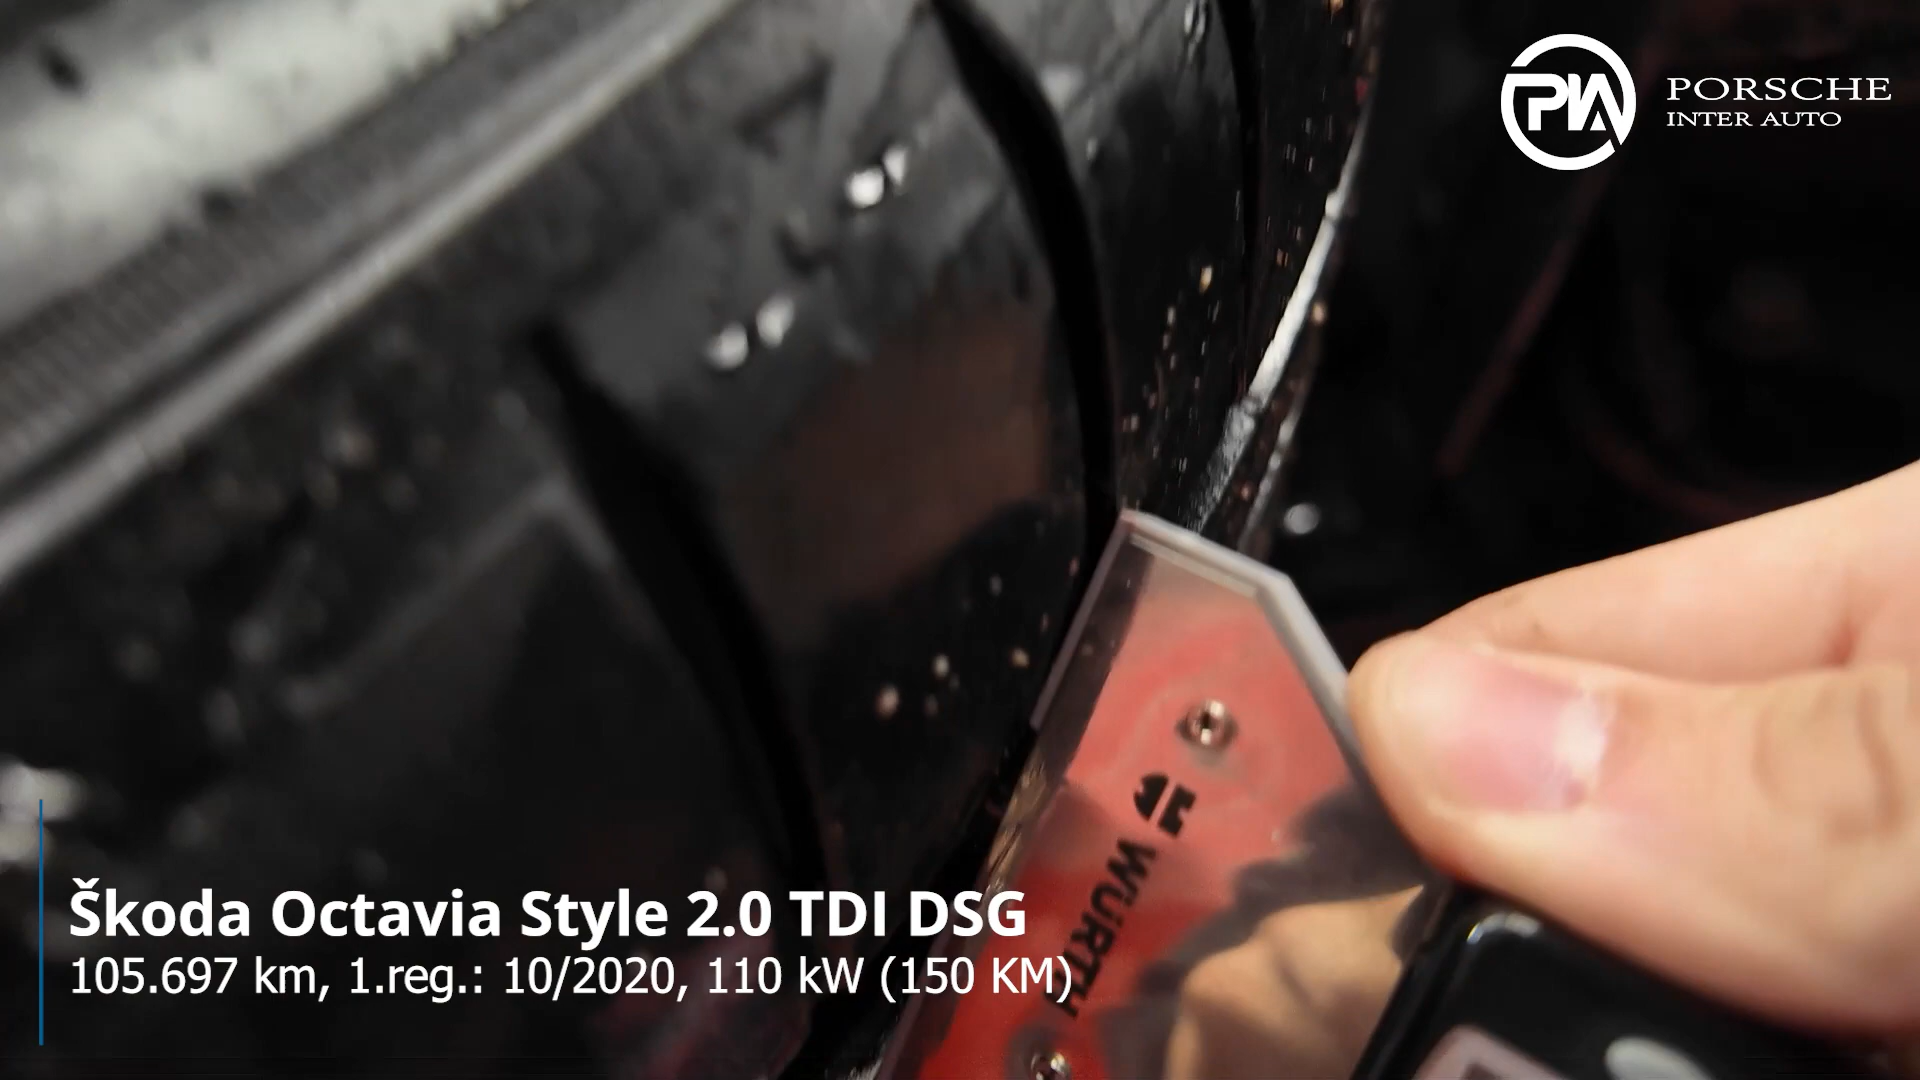 PIA
PORSCHE
INTER AUTO
WÜRTH
Škoda Octavia Style 2.0 TDI DSG
105.697 km, 1.reg.: 10/2020, 110 kW (150 KM)